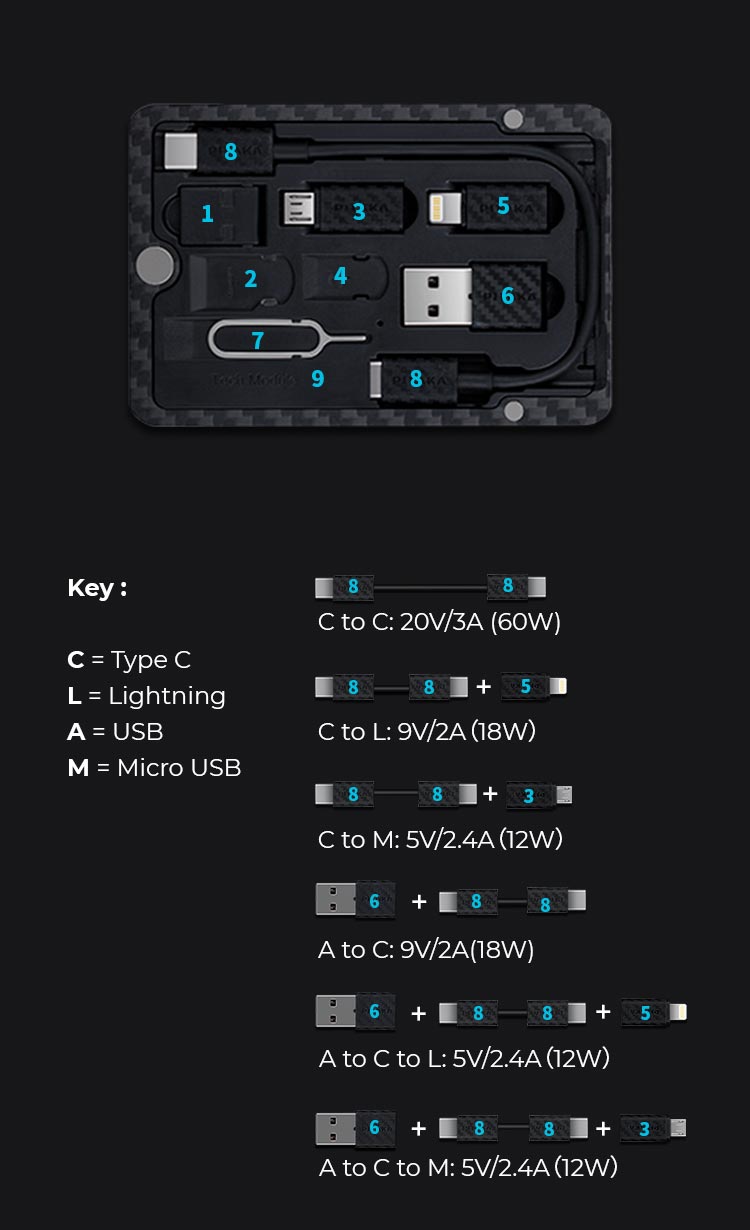 8
1
3
5
2
4
6
7
Tech Module
9
8
Key :
C = Type C
L = Lightning
A = USB
M = Micro USB
8 8
C to C: 20V/3A (60W)
8 8 + 5
C to L: 9V/2A (18W)
8 8 + 3
C to M: 5V/2.4A (12W)
6 + 8 8
A to C: 9V/2A(18W)
6 + 8 8 + 5
A to C to L: 5V/2.4A (12W)
6 + 8 8 + 3
A to C to M: 5V/2.4A (12W)